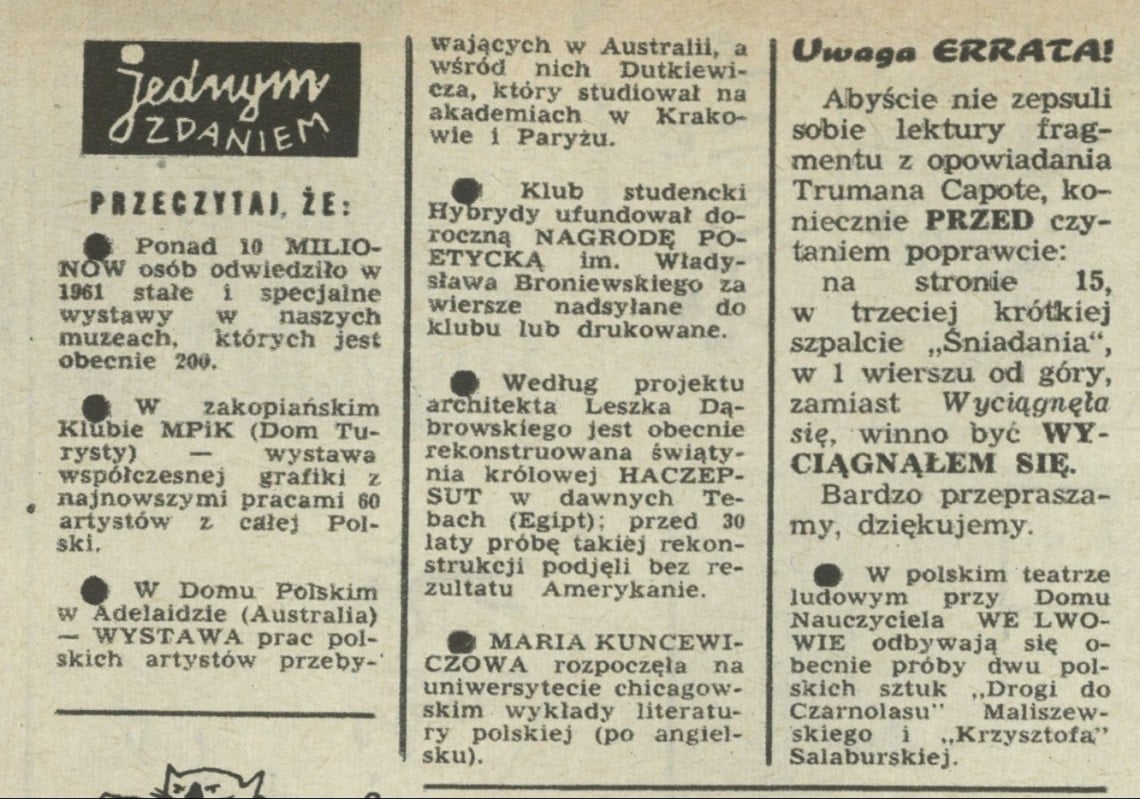 jednym
ZDANIEM
PRZECZYTAJ, ŻE:
● Ponad 10 MILIO-
NÓW osób odwiedziło w
1961 stałe i specjalne
wystawy w naszych
muzeach, których jest
obecnie 200.
● W zakopiańskim
Klubie MPiK (Dom Tu-
rysty) — wystawa
współczesnej grafiki z
najnowszymi pracami 60
artystów z całej Pol-
ski.
● W Domu Polskim
w Adelaidzie (Australia)
— WYSTAWA prac pol-
skich artystów przeby-
wających w Australii, a
wśród nich Dutkiewi-
cza, który studiował na
akademiach w Krako-
wie i Paryżu.
● Klub studencki
Hybrydy ufundował do-
roczną NAGRODĘ PO-
ETYCKĄ im. Włady-
sława Broniewskiego za
wiersze nadsyłane do
klubu lub drukowane.
● Według projektu
architekta Leszka Dą-
browskiego jest obecnie
rekonstruowana świąty-
nia królowej HACZEP-
SUT w dawnych Te-
bach (Egipt); przed 30
laty próbę takiej rekon-
strukcji podjęli bez re-
zultatu Amerykanie.
● MARIA KUNCEWI-
CZOWA rozpoczęła na
uniwersytecie chicagow-
skim wykłady literatu-
ry polskiej (po angiel-
sku).
Uwaga ERRATA!
Abyście nie zepsuli
sobie lektury frag-
mentu z opowiadania
Trumana Capote, ko-
niecznie PRZED czy-
taniem poprawcie:
na stronie 15,
w trzeciej krótkiej
szpalcie „Śniadania“,
w 1 wierszu od góry,
zamiast Wyciągnęła
się, winno być WY-
CIĄGNĄŁEM SIĘ.
Bardzo przeprasza-
my, dziękujemy.
● W polskim teatrze
ludowym przy Domu
Nauczyciela WE LWO-
WIE odbywają się o-
becnie próby dwu pol-
skich sztuk „Drogi do
Czarnolasu” Maliszew-
skiego i „Krzysztofa”
Salaburskiej.